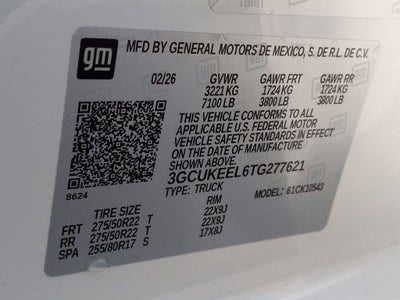 gm
MFD BY GENERAL MOTORS DE MEXICO, S. DE R.L. DE C.V.
02/26 GVWR GAWR FRT GAWR RR
3221 KG 1724 KG 1724 KG
7100 LB 3800 LB 3800 LB
THIS VEHICLE CONFORMS TO ALL
APPLICABLE U.S. FEDERAL MOTOR
VEHICLE SAFETY STANDARDS IN
EFFECT ON THE DATE OF MANUFACTURE
SHOWN ABOVE.
3GCUKEEL6TG277621
TYPE: TRUCK MODEL: 61CK10543
8624
TIRE SIZE RIM
FRT 275/50R22 T 22X9J
RR 275/50R22 T 22X9J
SPA 255/80R17 S 17X8J